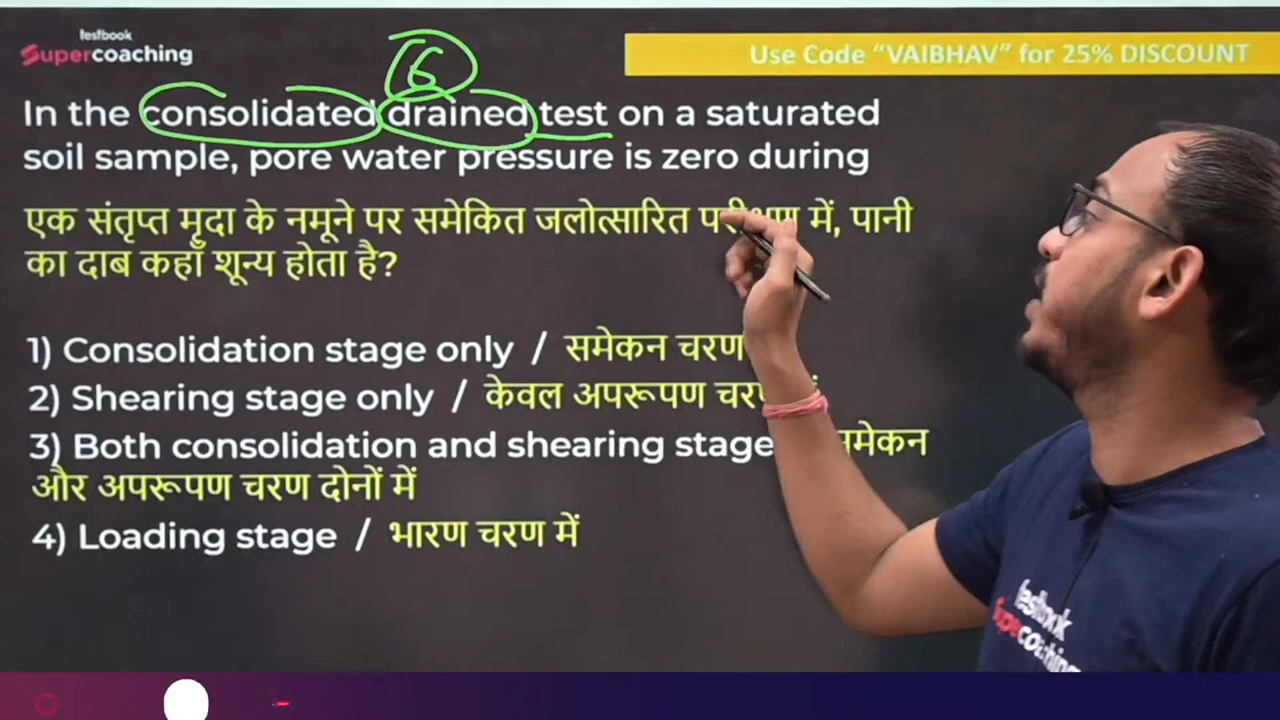 testbook
Supercoaching
Use Code “VAIBHAV” for 25% DISCOUNT
6
In the consolidated drained test on a saturated
soil sample, pore water pressure is zero during
एक संतृप्त मृदा के नमूने पर समेकित जलोत्सारित में, पानी
का दाब कहाँ शून्य होता है?
1) Consolidation stage only / समेकन चरण
2) Shearing stage only / केवल अपरूपण
3) Both consolidation and shearing stage
और अपरूपण चरण दोनों में
4) Loading stage / भारण चरण में
testbook
Supercoaching